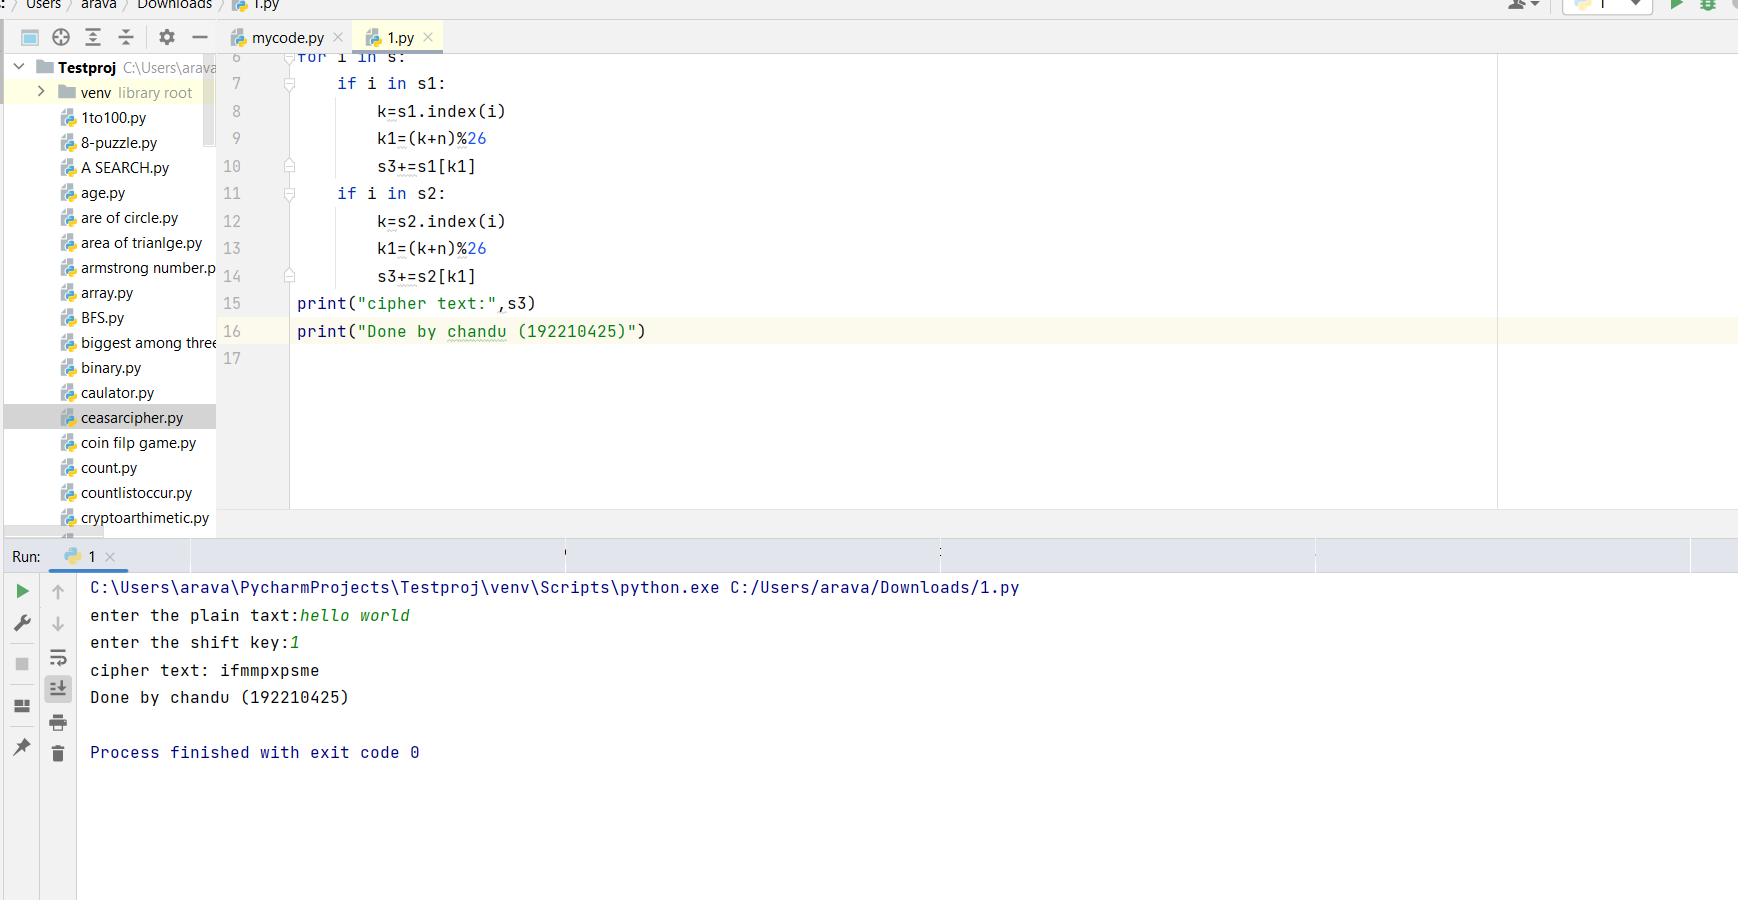 Users arava Downloads 1.py
1
mycode.py 1.py
Testproj C:\Users\arava
venv library root
1to100.py
8-puzzle.py
A SEARCH.py
age.py
are of circle.py
area of trianlge.py
armstrong number.p
array.py
BFS.py
biggest among three
binary.py
caulator.py
ceasarcipher.py
coin filp game.py
count.py
countlistoccur.py
cryptoarthimetic.py
6 for i in s:
7 if i in s1:
8 k=s1.index(i)
9 k1=(k+n)%26
10 s3+=s1[k1]
11 if i in s2:
12 k=s2.index(i)
13 k1=(k+n)%26
14 s3+=s2[k1]
15 print("cipher text:",s3)
16 print("Done by chandu (192210425)")
17
Run: 1
C:\Users\arava\PycharmProjects\Testproj\venv\Scripts\python.exe C:/Users/arava/Downloads/1.py
enter the plain taxt:hello world
enter the shift key:1
cipher text: ifmmpxpsme
Done by chandu (192210425)
Process finished with exit code 0